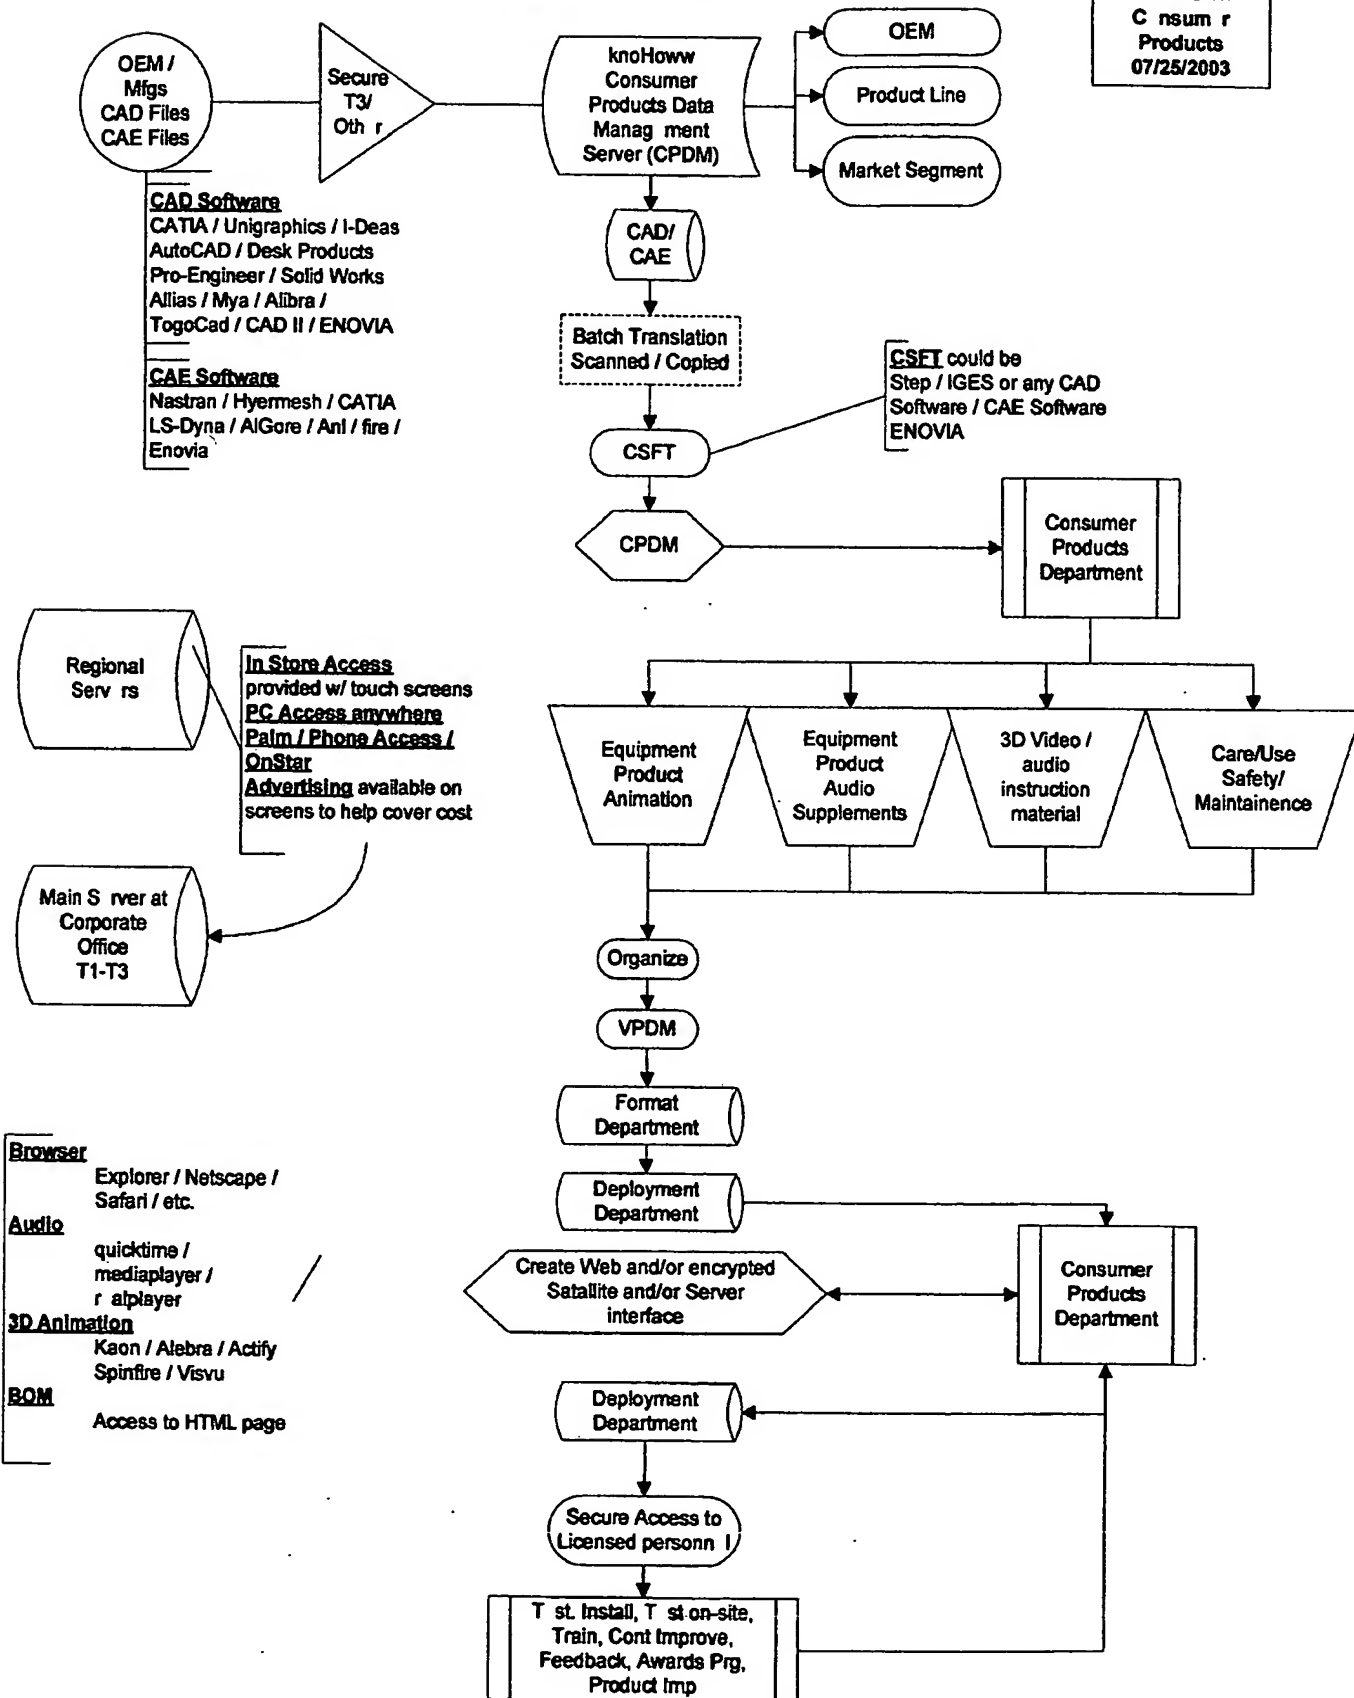 C nsum r
Products
07/25/2003
OEM /
Mfgs
CAD Files
CAE Files
Secure
T3/
Oth r
knoHoww
Consumer
Products Data
Manag ment
Server (CPDM)
OEM
Product Line
Market Segment
CAD Software
CATIA / Unigraphics / I-Deas
AutoCAD / Desk Products
Pro-Engineer / Solid Works
Allias / Mya / Alibra /
TogoCad / CAD II / ENOVIA
CAE Software
Nastran / Hyermesh / CATIA
LS-Dyna / AlGore / Anl / fire /
Enovia
CAD/
CAE
Batch Translation
Scanned / Copied
CSFT
CSFT could be
Step / IGES or any CAD
Software / CAE Software
ENOVIA
CPDM
Consumer
Products
Department
Regional
Serv rs
In Store Access
provided w/ touch screens
PC Access anywhere
Palm / Phone Access /
OnStar
Advertising available on
screens to help cover cost
Main S rver at
Corporate
Office
T1-T3
Equipment
Product
Animation
Equipment
Product
Audio
Supplements
3D Video /
audio
instruction
material
Care/Use
Safety/
Maintainence
Organize
VPDM
Format
Department
Deployment
Department
Create Web and/or encrypted
Satallite and/or Server
interface
Consumer
Products
Department
Browser
Explorer / Netscape /
Safari / etc.
Audio
quicktime /
mediaplayer /
r alplayer
3D Animation
Kaon / Alebra / Actify
Spinfire / Visvu
BOM
Access to HTML page
Deployment
Department
Secure Access to
Licensed personn l
T st. Install, T st on-site,
Train, Cont Improve,
Feedback, Awards Prg,
Product Imp